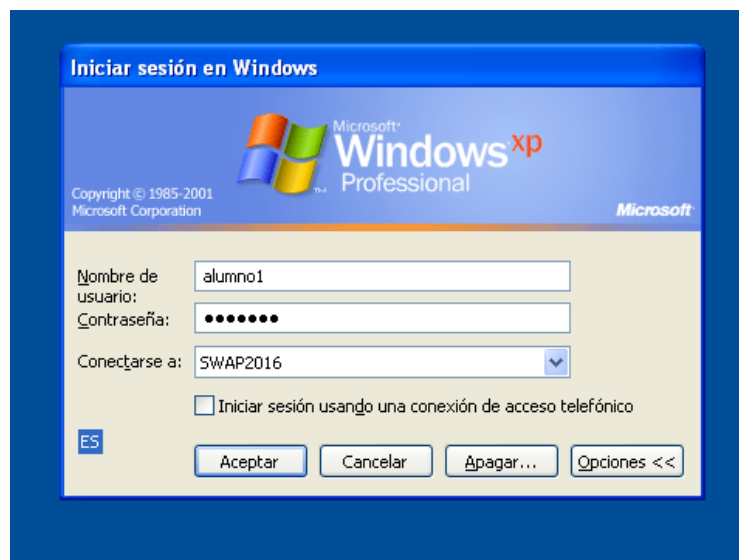 Iniciar sesión en Windows
Microsoft
Windows xp
Professional
Copyright © 1985-2001
Microsoft Corporation
Microsoft
Nombre de
usuario:
alumno1
Contraseña:
●●●●●●●
Conectarse a:
SWAP2016
Iniciar sesión usando una conexión de acceso telefónico
ES
Aceptar
Cancelar
Apagar...
Opciones <<